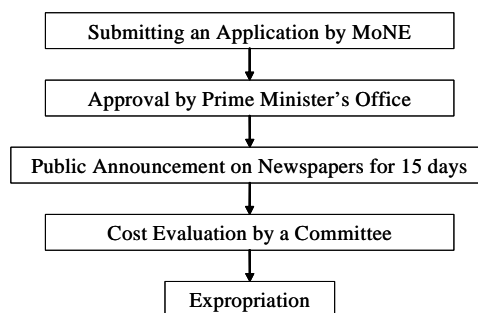 Submitting an Application by MoNE
Approval by Prime Minister's Office
Public Announcement on Newspapers for 15 days
Cost Evaluation by a Committee
Expropriation